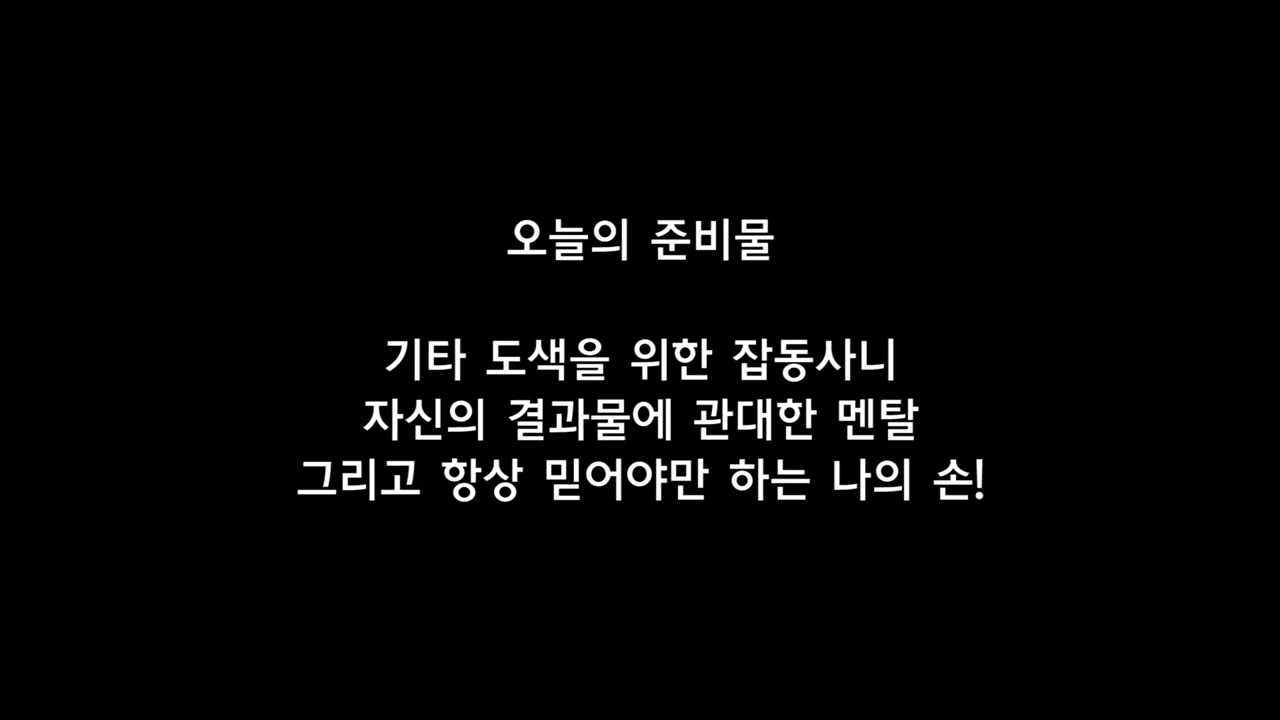 오늘의 준비물
기타 도색을 위한 잡동사니
자신의 결과물에 관대한 멘탈
그리고 항상 믿어야만 하는 나의 손!